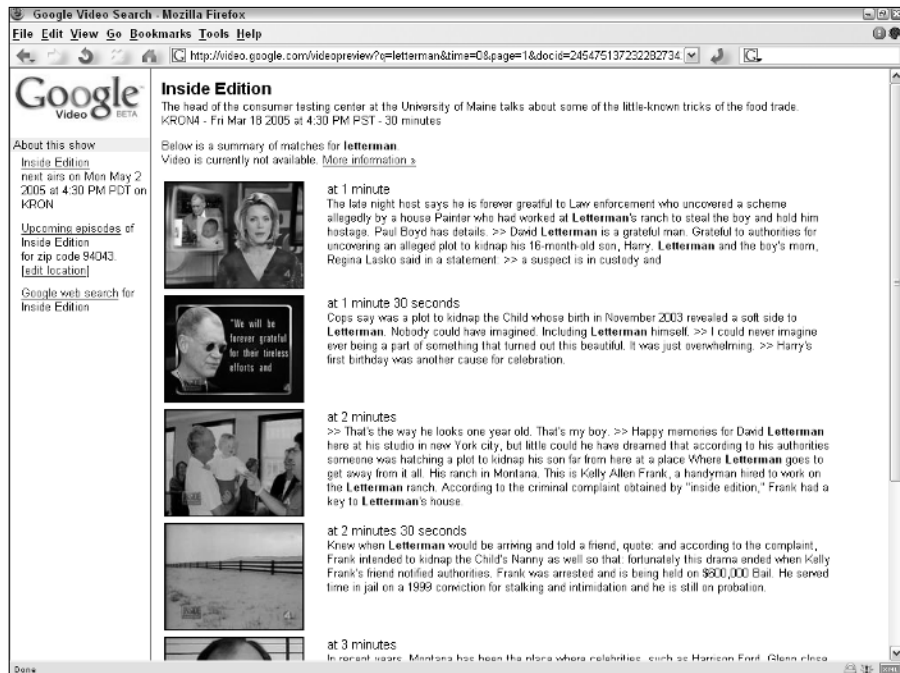 Google Video Search - Mozilla Firefox
File Edit View Go Bookmarks Tools Help
http://video.google.com/videopreview?q=letterman&time=0&page=1&docid=245475137232282734
G
Google
Video BETA
About this show
Inside Edition
next airs on Mon May 2
2005 at 4:30 PM PDT on
KRON
Upcoming episodes of
Inside Edition
for zip code 94043.
[edit location]
Google web search for
Inside Edition
Inside Edition
The head of the consumer testing center at the University of Maine talks about some of the little-known tricks of the food trade.
KRON4 - Fri Mar 18 2005 at 4:30 PM PST - 30 minutes
Below is a summary of matches for letterman.
Video is currently not available. More information »
at 1 minute
The late night host says he is forever greatful to Law enforcement who uncovered a scheme
allegedly by a house Painter who had worked at Letterman's ranch to steal the boy and hold him
hostage. Paul Boyd has details. >> David Letterman is a grateful man. Grateful to authorities for
uncovering an alleged plot to kidnap his 16-month-old son, Harry. Letterman and the boy's mom,
Regina Lasko said in a statement: >> a suspect is in custody and
"We will be
forever grateful
for their tireless
efforts and
at 1 minute 30 seconds
Cops say was a plot to kidnap the Child whose birth in November 2003 revealed a soft side to
Letterman. Nobody could have imagined. Including Letterman himself. >> I could never imagine
ever being a part of something that turned out this beautiful. It was just overwhelming. >> Harry's
first birthday was another cause for celebration.
at 2 minutes
>> That's the way he looks one year old. That's my boy. >> Happy memories for David Letterman
here at his studio in new York city, but little could he have dreamed that according to his authorities
someone was hatching a plot to kidnap his son far from here at a place Where Letterman goes to
get away from it all. His ranch in Montana. This is Kelly Allen Frank, a handyman hired to work on
the Letterman ranch. According to the criminal complaint obtained by "inside edition," Frank had a
key to Letterman's house.
at 2 minutes 30 seconds
Knew when Letterman would be arriving and told a friend, quote: and according to the complaint,
Frank intended to kidnap the Child's Nanny as well so that: fortunately this drama ended when Kelly
Frank's friend notified authorities. Frank was arrested and is being held on $600,000 Bail. He served
time in jail on a 1999 conviction for stalking and intimidation and he is still on probation.
at 3 minutes
In recent years, Montana has been the place where celebrities, such as Harrison Ford, Glenn close
Done